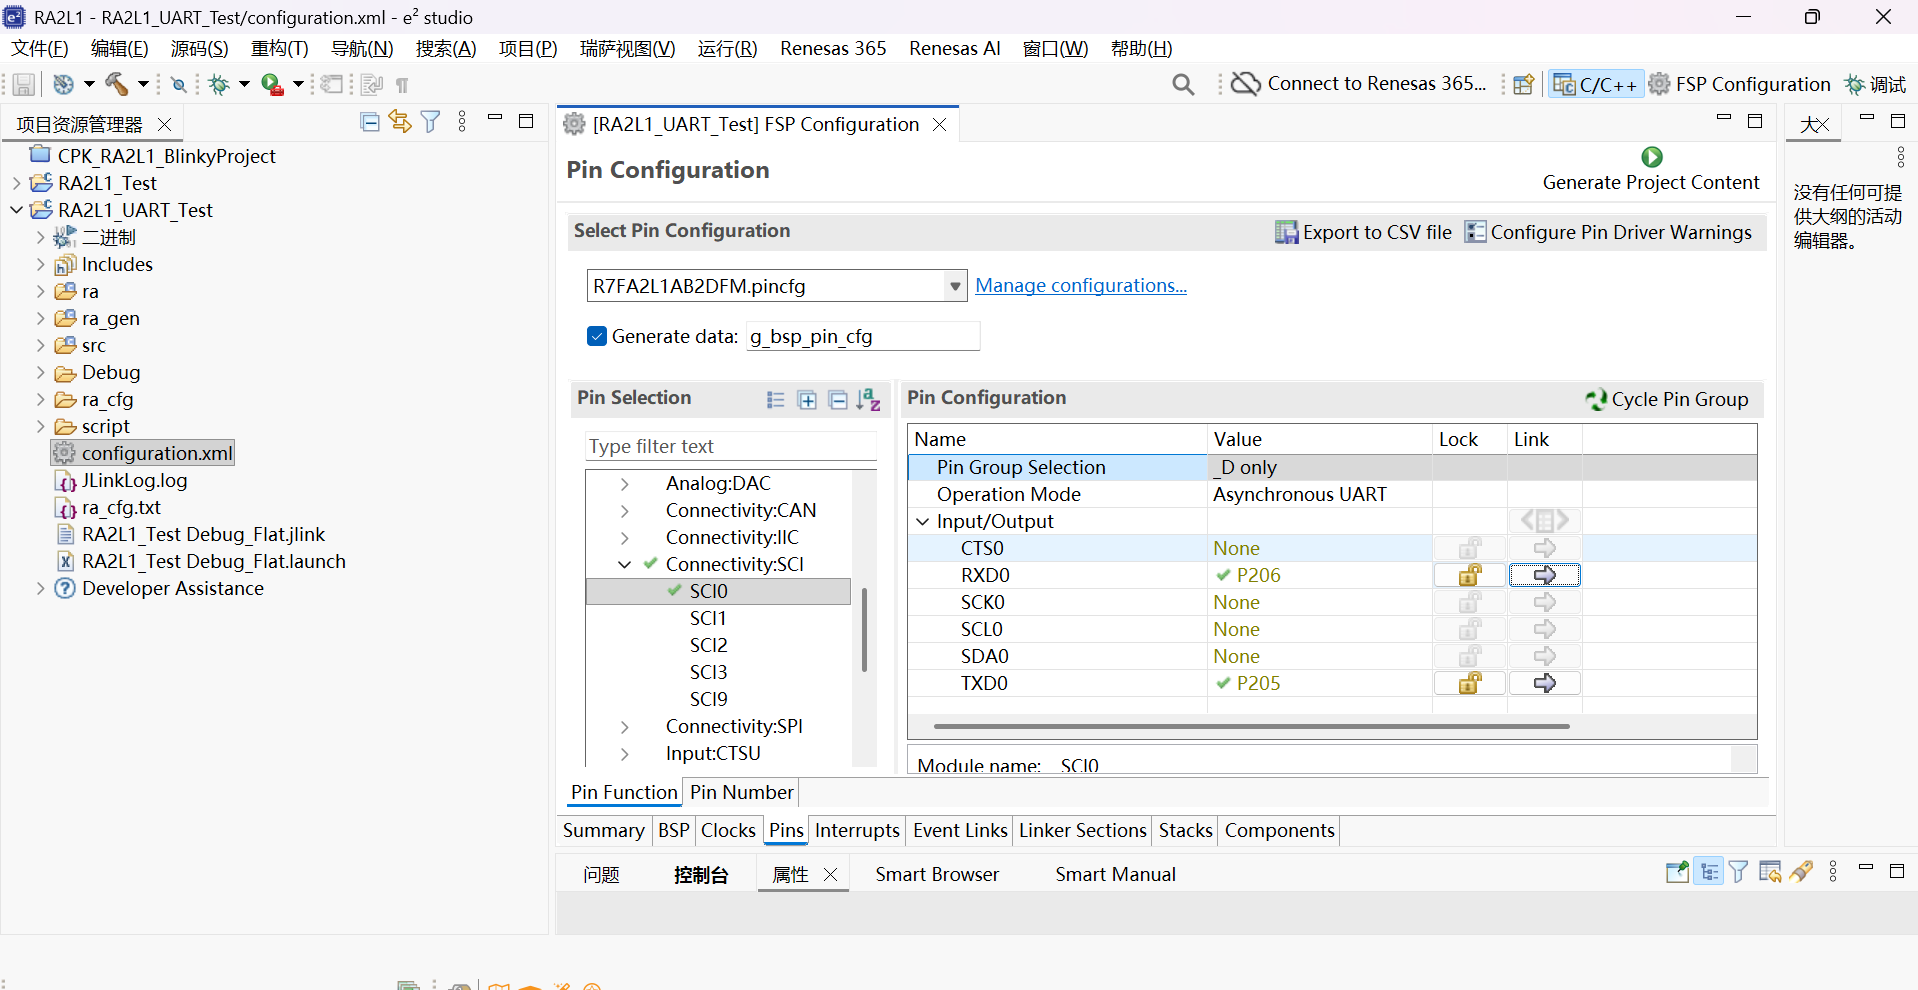 RA2L1 - RA2L1_UART_Test/configuration.xml - e² studio
文件(F) 编辑(E) 源码(S) 重构(T) 导航(N) 搜索(A) 项目(P) 瑞萨视图(V) 运行(R) Renesas 365 Renesas AI 窗口(W) 帮助(H)
Connect to Renesas 365... C/C++ FSP Configuration 调试
项目资源管理器
CPK_RA2L1_BlinkyProject
RA2L1_Test
RA2L1_UART_Test
二进制
Includes
ra
ra_gen
src
Debug
ra_cfg
script
configuration.xml
JLinkLog.log
ra_cfg.txt
RA2L1_Test Debug_Flat.jlink
RA2L1_Test Debug_Flat.launch
Developer Assistance
[RA2L1_UART_Test] FSP Configuration
Pin Configuration
Generate Project Content
Select Pin Configuration
Export to CSV file Configure Pin Driver Warnings
R7FA2L1AB2DFM.pincfg Manage configurations...
Generate data: g_bsp_pin_cfg
Pin Selection
Type filter text
Analog:DAC
Connectivity:CAN
Connectivity:IIC
Connectivity:SCI
SCI0
SCI1
SCI2
SCI3
SCI9
Connectivity:SPI
Input:CTSU
Pin Configuration Cycle Pin Group
Name Value Lock Link
Pin Group Selection _D only
Operation Mode Asynchronous UART
Input/Output
CTS0 None
RXD0 P206
SCK0 None
SCL0 None
SDA0 None
TXD0 P205
Module name: SCI0
Pin Function Pin Number
Summary BSP Clocks Pins Interrupts Event Links Linker Sections Stacks Components
问题 控制台 属性 Smart Browser Smart Manual
大
没有任何可提
供大纲的活动
编辑器。